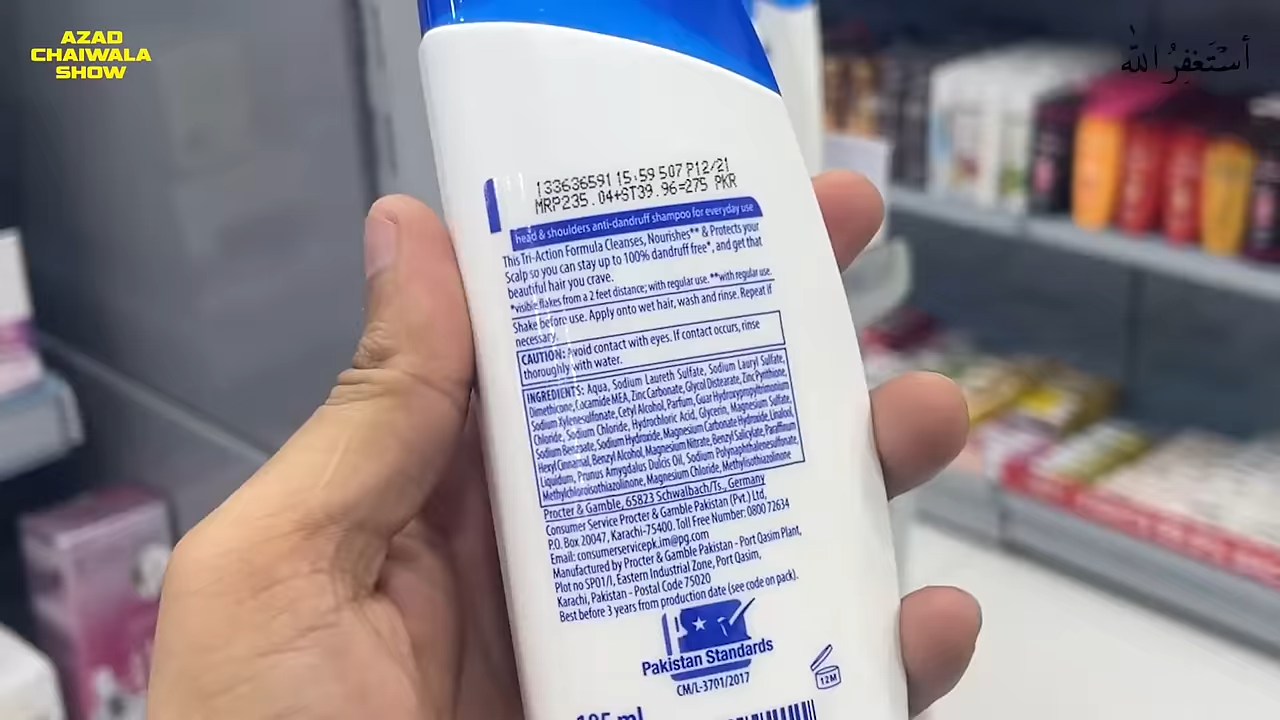 AZAD
CHAIWALA
SHOW
أَسْتَغْفِرُ اللّٰه
133636591 15:59 507 P12/21
MRP235.04+ST39.96=275 PKR
head & shoulders anti-dandruff shampoo for everyday use
This Tri-Action Formula Cleanses, Nourishes** & Protects your
Scalp so you can stay up to 100% dandruff free*, and get that
beautiful hair you crave.
*visible flakes from a 2 feet distance; with regular use. **with regular use.
Shake before use. Apply onto wet hair, wash and rinse. Repeat if
necessary.
CAUTION: Avoid contact with eyes. If contact occurs, rinse
thoroughly with water.
INGREDIENTS: Aqua, Sodium Laureth Sulfate, Sodium Lauryl Sulfate,
Dimethicone, Cocamide MEA, Zinc Carbonate, Glycol Distearate, Zinc Pyrithione,
Sodium Xylenesulfonate, Cetyl Alcohol, Parfum, Guar Hydroxypropyltrimonium
Chloride, Sodium Chloride, Hydrochloric Acid, Glycerin, Magnesium Sulfate,
Sodium Benzoate, Sodium Hydroxide, Magnesium Carbonate Hydroxide, Linalool,
Hexyl Cinnamal, Benzyl Alcohol, Magnesium Nitrate, Benzyl Salicylate, Paraffinum
Liquidum, Prunus Amygdalus Dulcis Oil, Sodium Polynaphthalenesulfonate,
Methylchloroisothiazolinone, Magnesium Chloride, Methylisothiazolinone
Procter & Gamble, 65823 Schwalbach/Ts., Germany
Consumer Service Procter & Gamble Pakistan (Pvt.) Ltd,
P.O. Box 20047, Karachi-75400. Toll Free Number: 0800 72634
Email: consumerservicepk.im@pg.com
Manufactured by Procter & Gamble Pakistan - Port Qasim Plant,
Plot no SP01/I, Eastern Industrial Zone, Port Qasim,
Karachi, Pakistan - Postal Code 75020
Best before 3 years from production date (see code on pack).
Pakistan Standards
CM/L-3701/2017
12M
185 ml